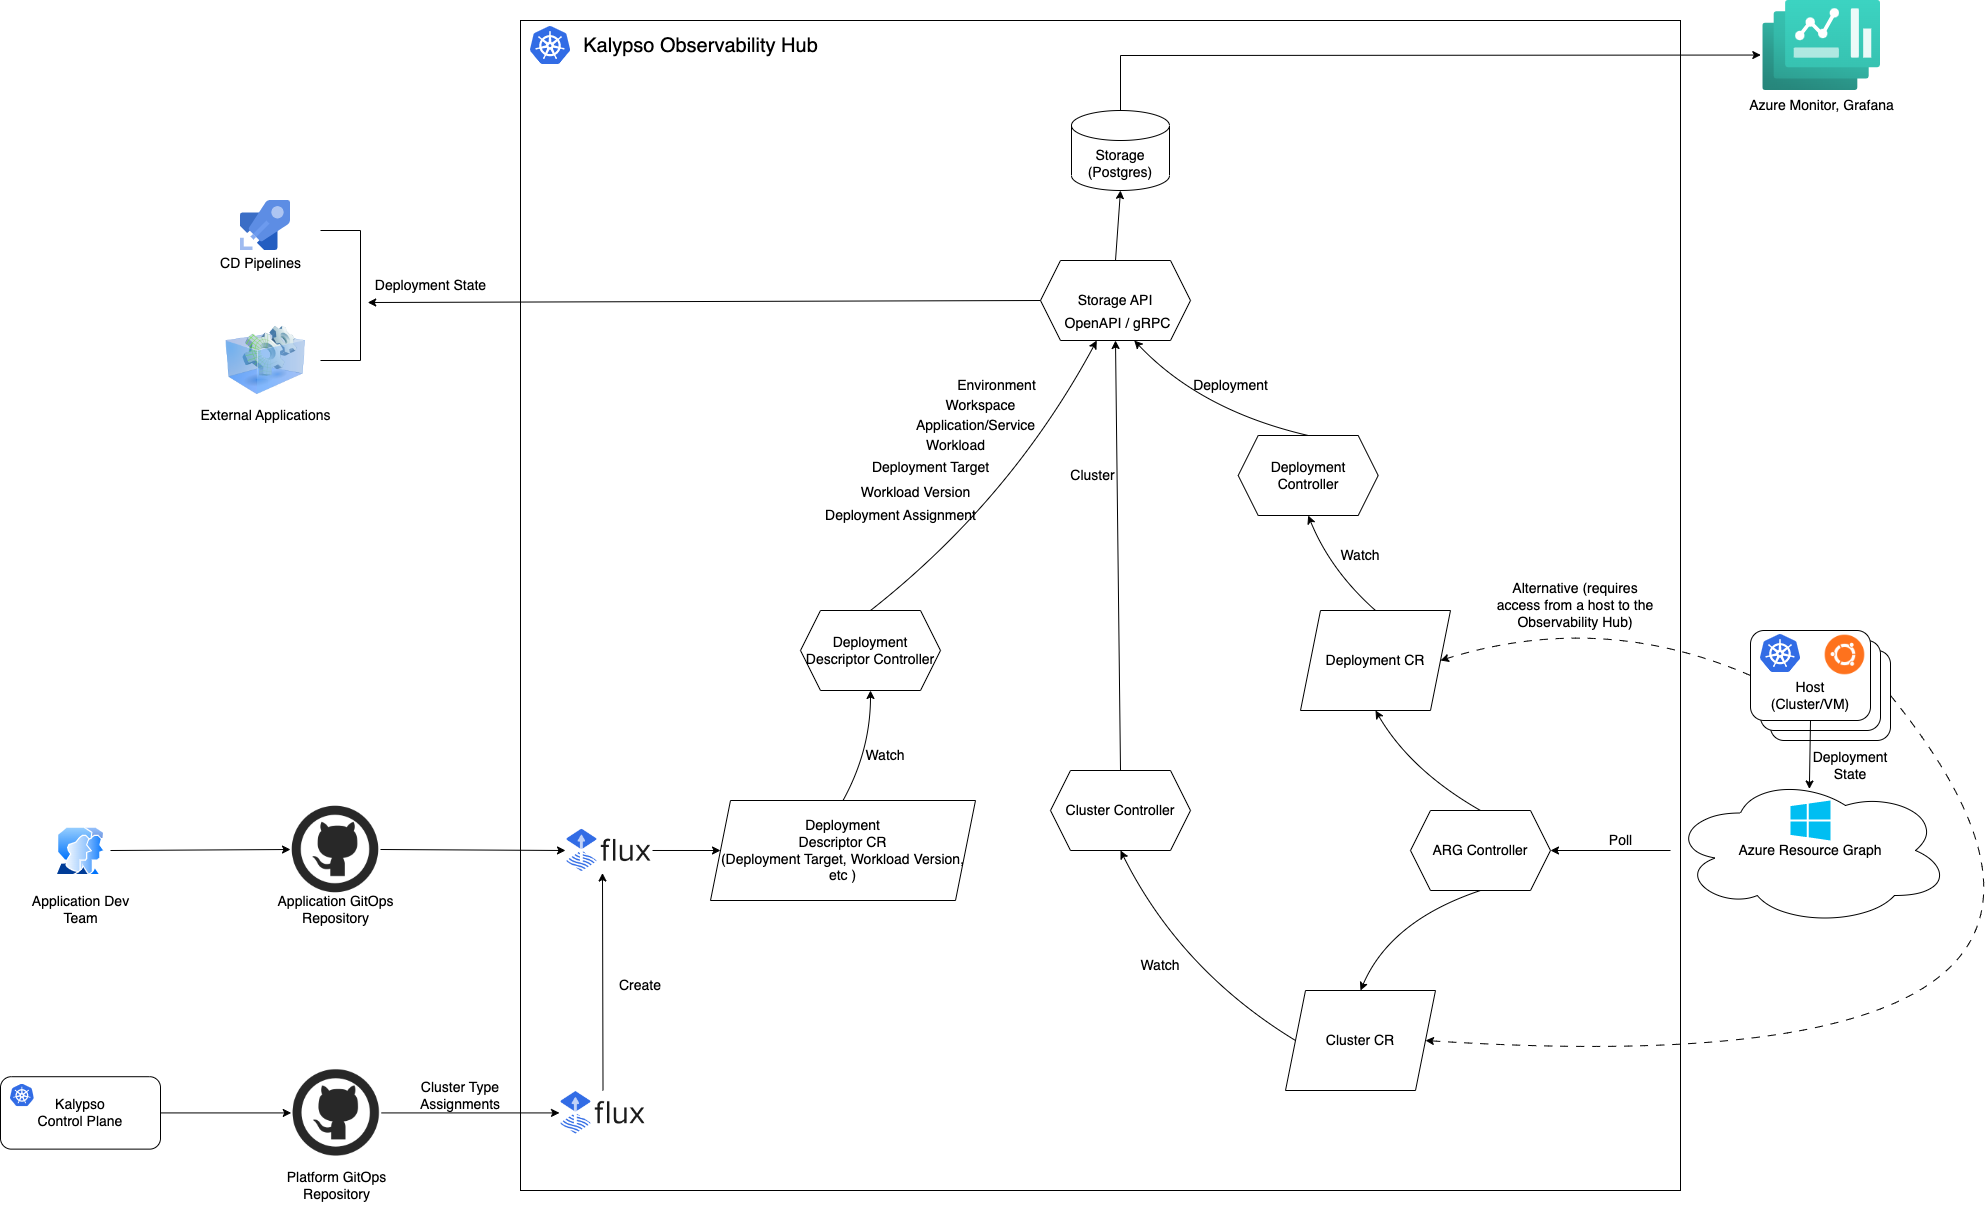 Kalypso Observability Hub
Azure Monitor, Grafana
Storage
(Postgres)
CD Pipelines
Deployment State
Storage API
OpenAPI / gRPC
External Applications
Environment
Workspace
Application/Service
Workload
Deployment Target
Workload Version
Deployment Assignment
Cluster
Deployment
Deployment
Controller
Watch
Alternative (requires
access from a host to the
Observability Hub)
Deployment
Descriptor Controller
Deployment CR
Host
(Cluster/VM)
Watch
Deployment
State
Deployment
Descriptor CR
(Deployment Target, Workload Version,
etc )
Cluster Controller
ARG Controller
Poll
Azure Resource Graph
flux
Application Dev
Team
Application GitOps
Repository
Create
Watch
Cluster CR
Kalypso
Control Plane
Cluster Type
Assignments
flux
Platform GitOps
Repository